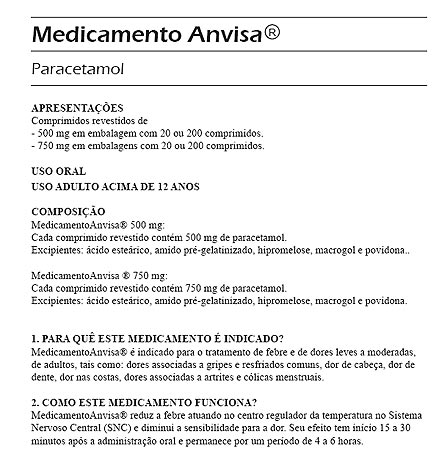 Medicamento Anvisa®
Paracetamol
APRESENTAÇÕES
Comprimidos revestidos de
- 500 mg em embalagem com 20 ou 200 comprimidos.
- 750 mg em embalagens com 20 ou 200 comprimidos.
USO ORAL
USO ADULTO ACIMA DE 12 ANOS
COMPOSIÇÃO
MedicamentoAnvisa® 500 mg:
Cada comprimido revestido contém 500 mg de paracetamol.
Excipientes: ácido esteárico, amido pré-gelatinizado, hipromelose, macrogol e povidona..
MedicamentoAnvisa ® 750 mg:
Cada comprimido revestido contém 750 mg de paracetamol.
Excipientes: ácido esteárico, amido pré-gelatinizado, hipromelose, macrogol e povidona.
1. PARA QUÊ ESTE MEDICAMENTO É INDICADO?
MedicamentoAnvisa® é indicado para o tratamento de febre e de dores leves a moderadas,
de adultos, tais como: dores associadas a gripes e resfriados comuns, dor de cabeça, dor de
dente, dor nas costas, dores associadas a artrites e cólicas menstruais.
2. COMO ESTE MEDICAMENTO FUNCIONA?
MedicamentoAnvisa® reduz a febre atuando no centro regulador da temperatura no Sistema
Nervoso Central (SNC) e diminui a sensibilidade para a dor. Seu efeito tem início 15 a 30
minutos após a administração oral e permanece por um período de 4 a 6 horas.